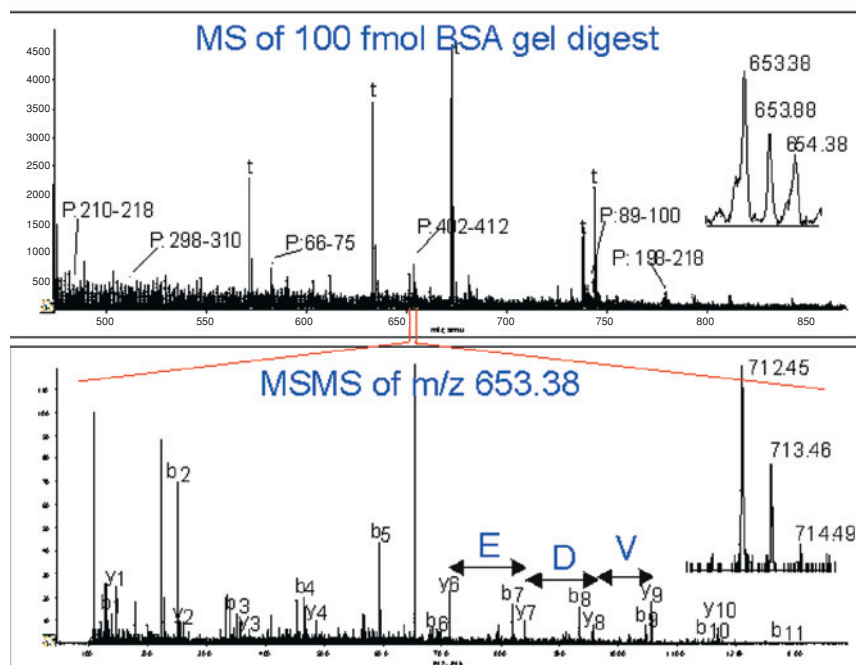 MS of 100 fmol BSA gel digest
4500
4000
3500
3000
2500
2000
1500
1000
500
t
t
t
t
t
P:210-218
P: 298-310
P:66-75
P:402-412
P:89-100
P: 198-218
653.38
653.88
654.38
500 550 600 650 700 750 800 850
m/z, amu
MSMS of m/z 653.38
712.45
713.46
714.49
E D V
b2
b5
y1
y2
b3
y3
b4
y4
b6
y6
b7
y7
b8
y8
b9
y9
b10
y10
b11